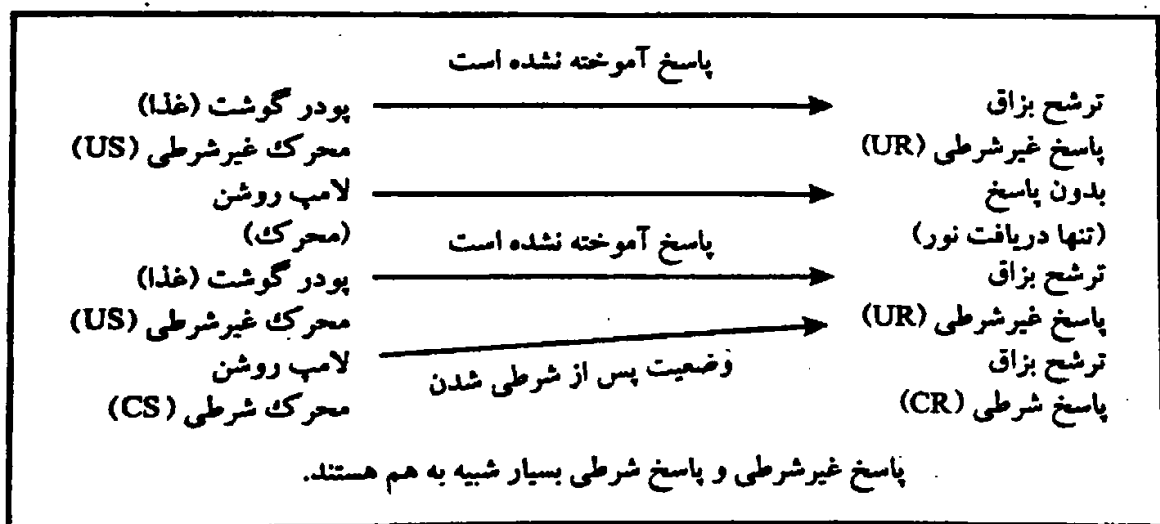 پاسخ آموخته نشده است
ترشح بزاق پودر گوشت (غذا)
پاسخ غیرشرطی (UR) محرک غیرشرطی (US)
بدون پاسخ لامپ روشن
(تنها دریافت نور) (محرک)
پاسخ آموخته نشده است
ترشح بزاق پودر گوشت (غذا)
پاسخ غیرشرطی (UR) محرک غیرشرطی (US)
ترشح بزاق لامپ روشن
وضعیت پس از شرطی شدن
پاسخ شرطی (CR) محرک شرطی (CS)
پاسخ غیرشرطی و پاسخ شرطی بسیار شبیه به هم هستند.